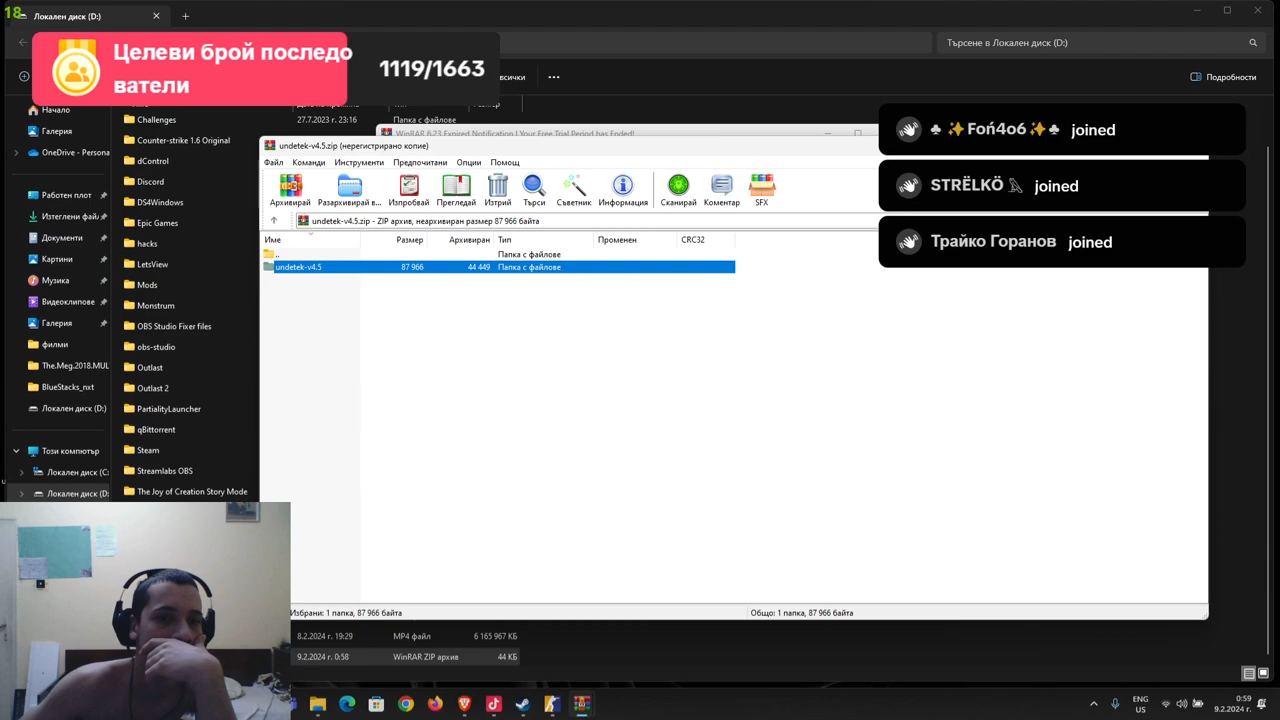 18
Локален диск (D:)
Търсене в Локален диск (D:)
Целеви брой последо
ватели
1119/1663
всички
Подробности
Начало
Галерия
OneDrive - Persona
Работен плот
Изтеглени файл
Документи
Картини
Музика
Видеоклипове
Галерия
филми
The.Meg.2018.MUL
BlueStacks_nxt
Локален диск (D:)
Този компютър
Локален диск (C:
Локален диск (D:
27.7.2023 г. 23:16
Папка с файлове
Challenges
Counter-strike 1.6 Original
dControl
Discord
DS4Windows
Epic Games
hacks
LetsView
Mods
Monstrum
OBS Studio Fixer files
obs-studio
Outlast
Outlast 2
PartialityLauncher
qBittorrent
Steam
Streamlabs OBS
The Joy of Creation Story Mode
WinRAR 6.23 Expired Notification | Your Free Trial Period has Ended!
undetek-v4.5.zip (нерегистрирано копие)
Файл Команди Инструменти Предпочитани Опции Помощ
Архивирай Разархивирай в... Изпробвай Прегледай Изтрий Търси Съветник Информация Сканирай Коментар SFX
undetek-v4.5.zip - ZIP архив, неархивиран размер 87 966 байта
Име Размер Архивиран Тип Променен CRC32
.. Папка с файлове
undetek-v4.5 87 966 44 449 Папка с файлове
Избрани: 1 папка, 87 966 байта
Общо: 1 папка, 87 966 байта
8.2.2024 г. 19:29 MP4 файл 6 165 967 КБ
9.2.2024 г. 0:58 WinRAR ZIP архив 44 КБ
♣ ✨Foń4o6✨♣ joined
STRËLKÖ joined
Трайко Горанов joined
ENG
US
0:59
9.2.2024 г.